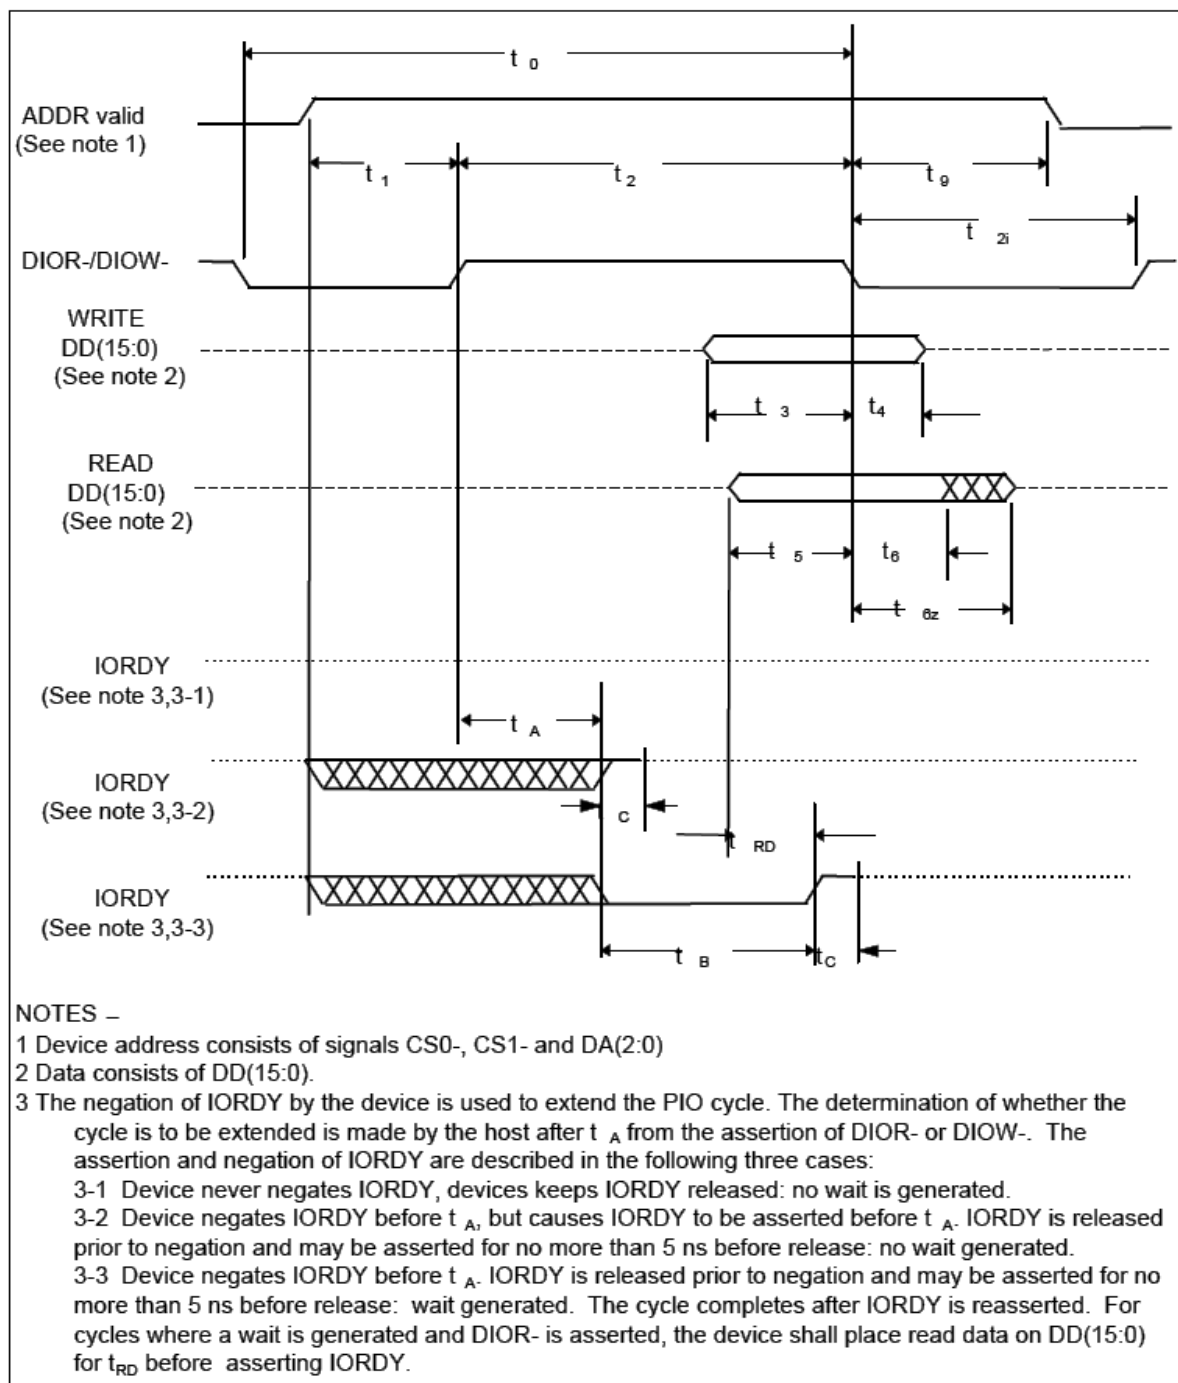 t 0
ADDR valid
(See note 1)
t 1
t 2
t 9
t 2i
DIOR-/DIOW-
WRITE
DD(15:0)
(See note 2)
t 3
t4
READ
DD(15:0)
(See note 2)
t 5
t6
t 6z
IORDY
(See note 3,3-1)
t A
IORDY
(See note 3,3-2)
C
t RD
IORDY
(See note 3,3-3)
t B
tC
NOTES –
1 Device address consists of signals CS0-, CS1- and DA(2:0)
2 Data consists of DD(15:0).
3 The negation of IORDY by the device is used to extend the PIO cycle. The determination of whether the
cycle is to be extended is made by the host after t A from the assertion of DIOR- or DIOW-. The
assertion and negation of IORDY are described in the following three cases:
3-1 Device never negates IORDY, devices keeps IORDY released: no wait is generated.
3-2 Device negates IORDY before t A, but causes IORDY to be asserted before t A. IORDY is released
prior to negation and may be asserted for no more than 5 ns before release: no wait generated.
3-3 Device negates IORDY before t A. IORDY is released prior to negation and may be asserted for no
more than 5 ns before release: wait generated. The cycle completes after IORDY is reasserted. For
cycles where a wait is generated and DIOR- is asserted, the device shall place read data on DD(15:0)
for tRD before asserting IORDY.